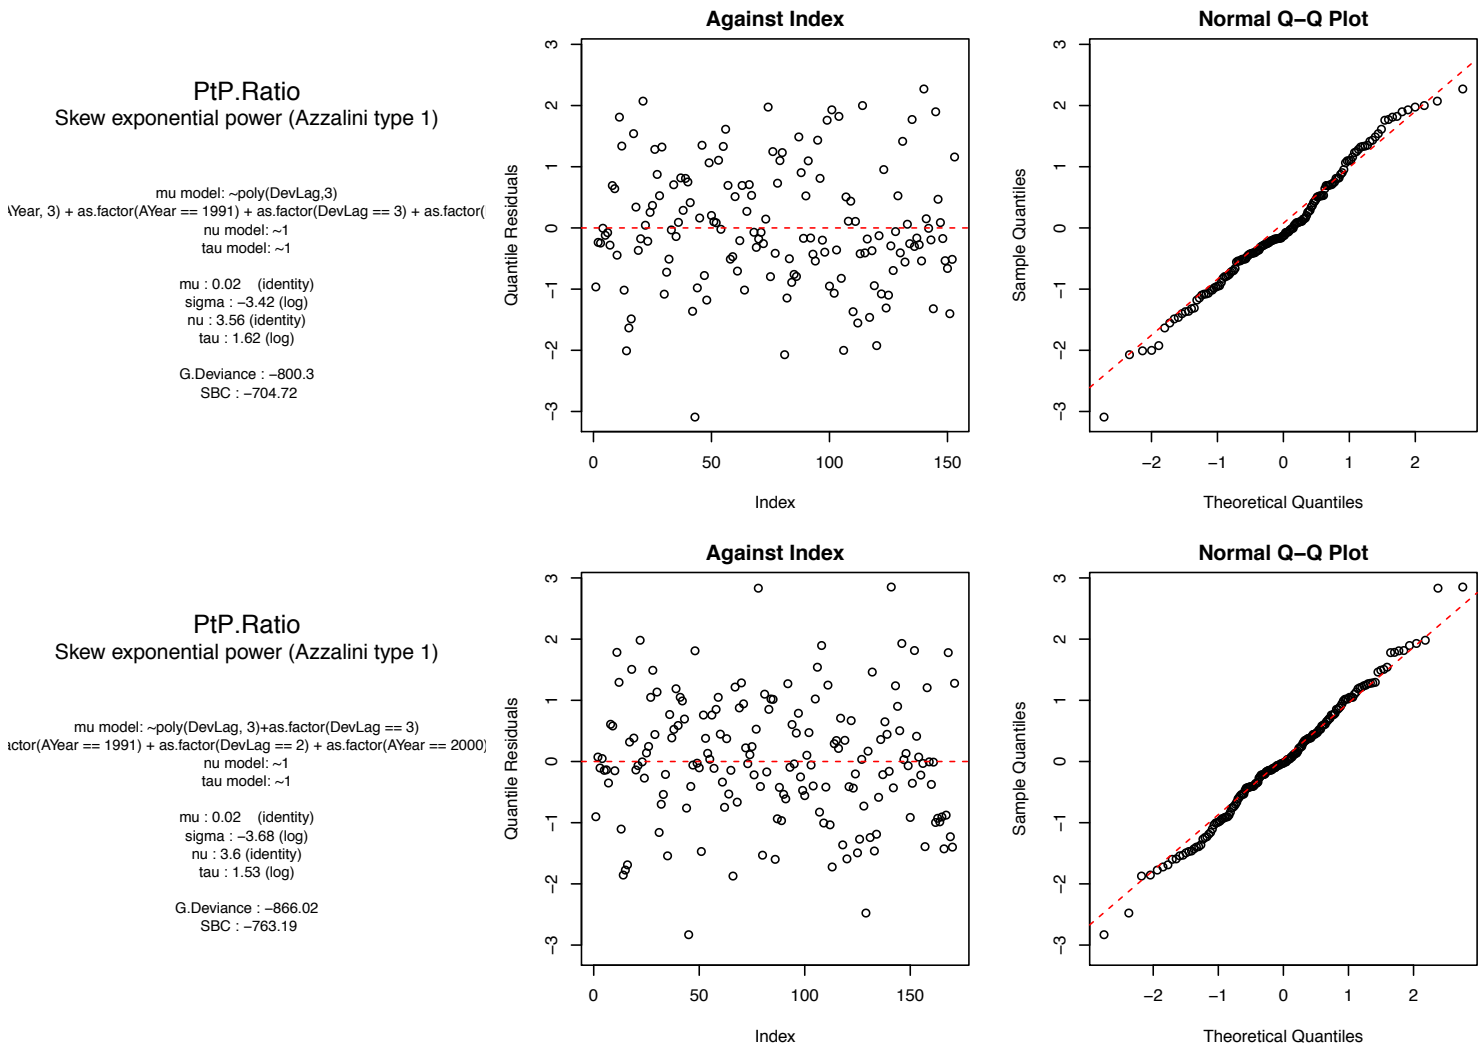 PtP.Ratio
Skew exponential power (Azzalini type 1)
mu model: ~poly(DevLag,3)
AYear, 3) + as.factor(AYear == 1991) + as.factor(DevLag == 3) + as.factor(
nu model: ~1
tau model: ~1
mu : 0.02 (identity)
sigma : −3.42 (log)
nu : 3.56 (identity)
tau : 1.62 (log)
G.Deviance : −800.3
SBC : −704.72
Against Index
3
2
1
0
−1
−2
−3
Quantile Residuals
0 50 100 150
Index
Normal Q−Q Plot
3
2
1
0
−1
−2
−3
Sample Quantiles
−2 −1 0 1 2
Theoretical Quantiles
PtP.Ratio
Skew exponential power (Azzalini type 1)
mu model: ~poly(DevLag, 3)+as.factor(DevLag == 3)
actor(AYear == 1991) + as.factor(DevLag == 2) + as.factor(AYear == 2000)
nu model: ~1
tau model: ~1
mu : 0.02 (identity)
sigma : −3.68 (log)
nu : 3.6 (identity)
tau : 1.53 (log)
G.Deviance : −866.02
SBC : −763.19
Against Index
3
2
1
0
−1
−2
−3
Quantile Residuals
0 50 100 150
Index
Normal Q−Q Plot
3
2
1
0
−1
−2
−3
Sample Quantiles
−2 −1 0 1 2
Theoretical Quantiles